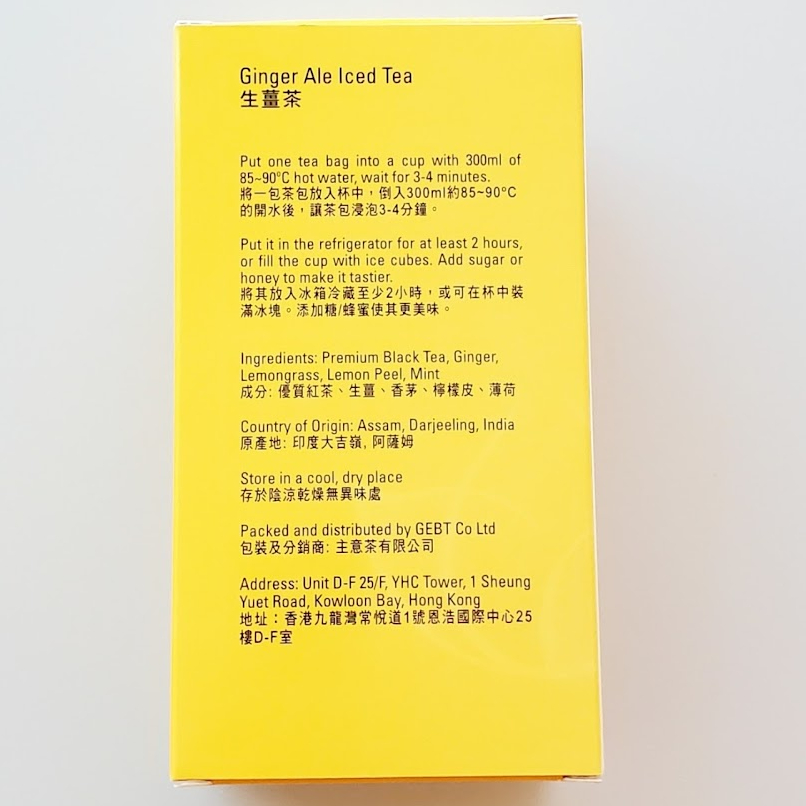 Ginger Ale Iced Tea
生薑茶
Put one tea bag into a cup with 300ml of
85~90°C hot water, wait for 3-4 minutes.
將一包茶包放入杯中，倒入300ml約85~90°C
的開水後，讓茶包浸泡3-4分鐘。
Put it in the refrigerator for at least 2 hours,
or fill the cup with ice cubes. Add sugar or
honey to make it tastier.
將其放入冰箱冷藏至少2小時，或可在杯中裝
滿冰塊。添加糖/蜂蜜使其更美味。
Ingredients: Premium Black Tea, Ginger,
Lemongrass, Lemon Peel, Mint
成分: 優質紅茶、生薑、香茅、檸檬皮、薄荷
Country of Origin: Assam, Darjeeling, India
原產地: 印度大吉嶺, 阿薩姆
Store in a cool, dry place
存於陰涼乾燥無異味處
Packed and distributed by GEBT Co Ltd
包裝及分銷商: 主意茶有限公司
Address: Unit D-F 25/F, YHC Tower, 1 Sheung
Yuet Road, Kowloon Bay, Hong Kong
地址：香港九龍灣常悅道1號恩浩國際中心25
樓D-F室